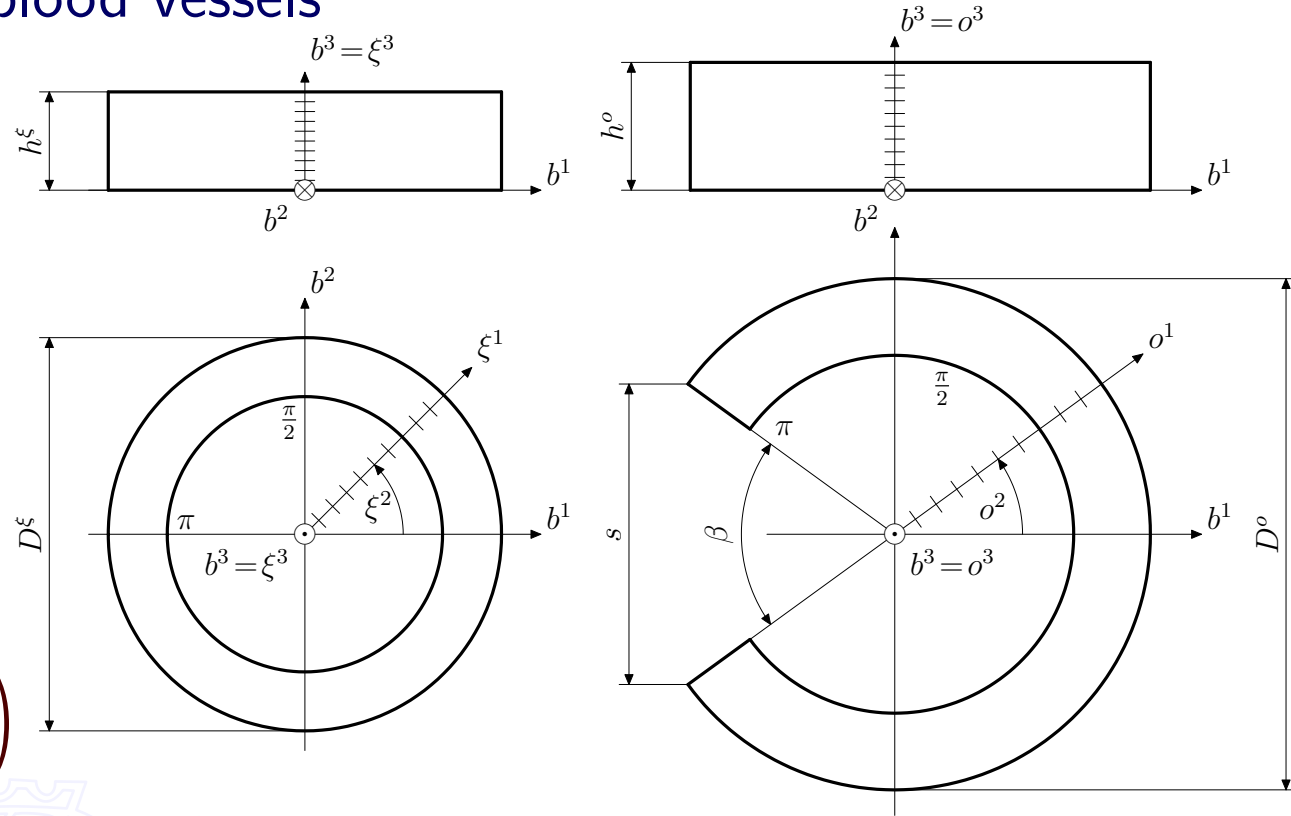 blood vessels
b³ = ξ³
h^ξ
b¹
b²
b³ = o³
h^o
b¹
b²
b²
ξ¹
π/2
π
ξ²
b¹
b³ = ξ³
D^ξ
o¹
π/2
π
o²
b¹
b³ = o³
s
β
D^o